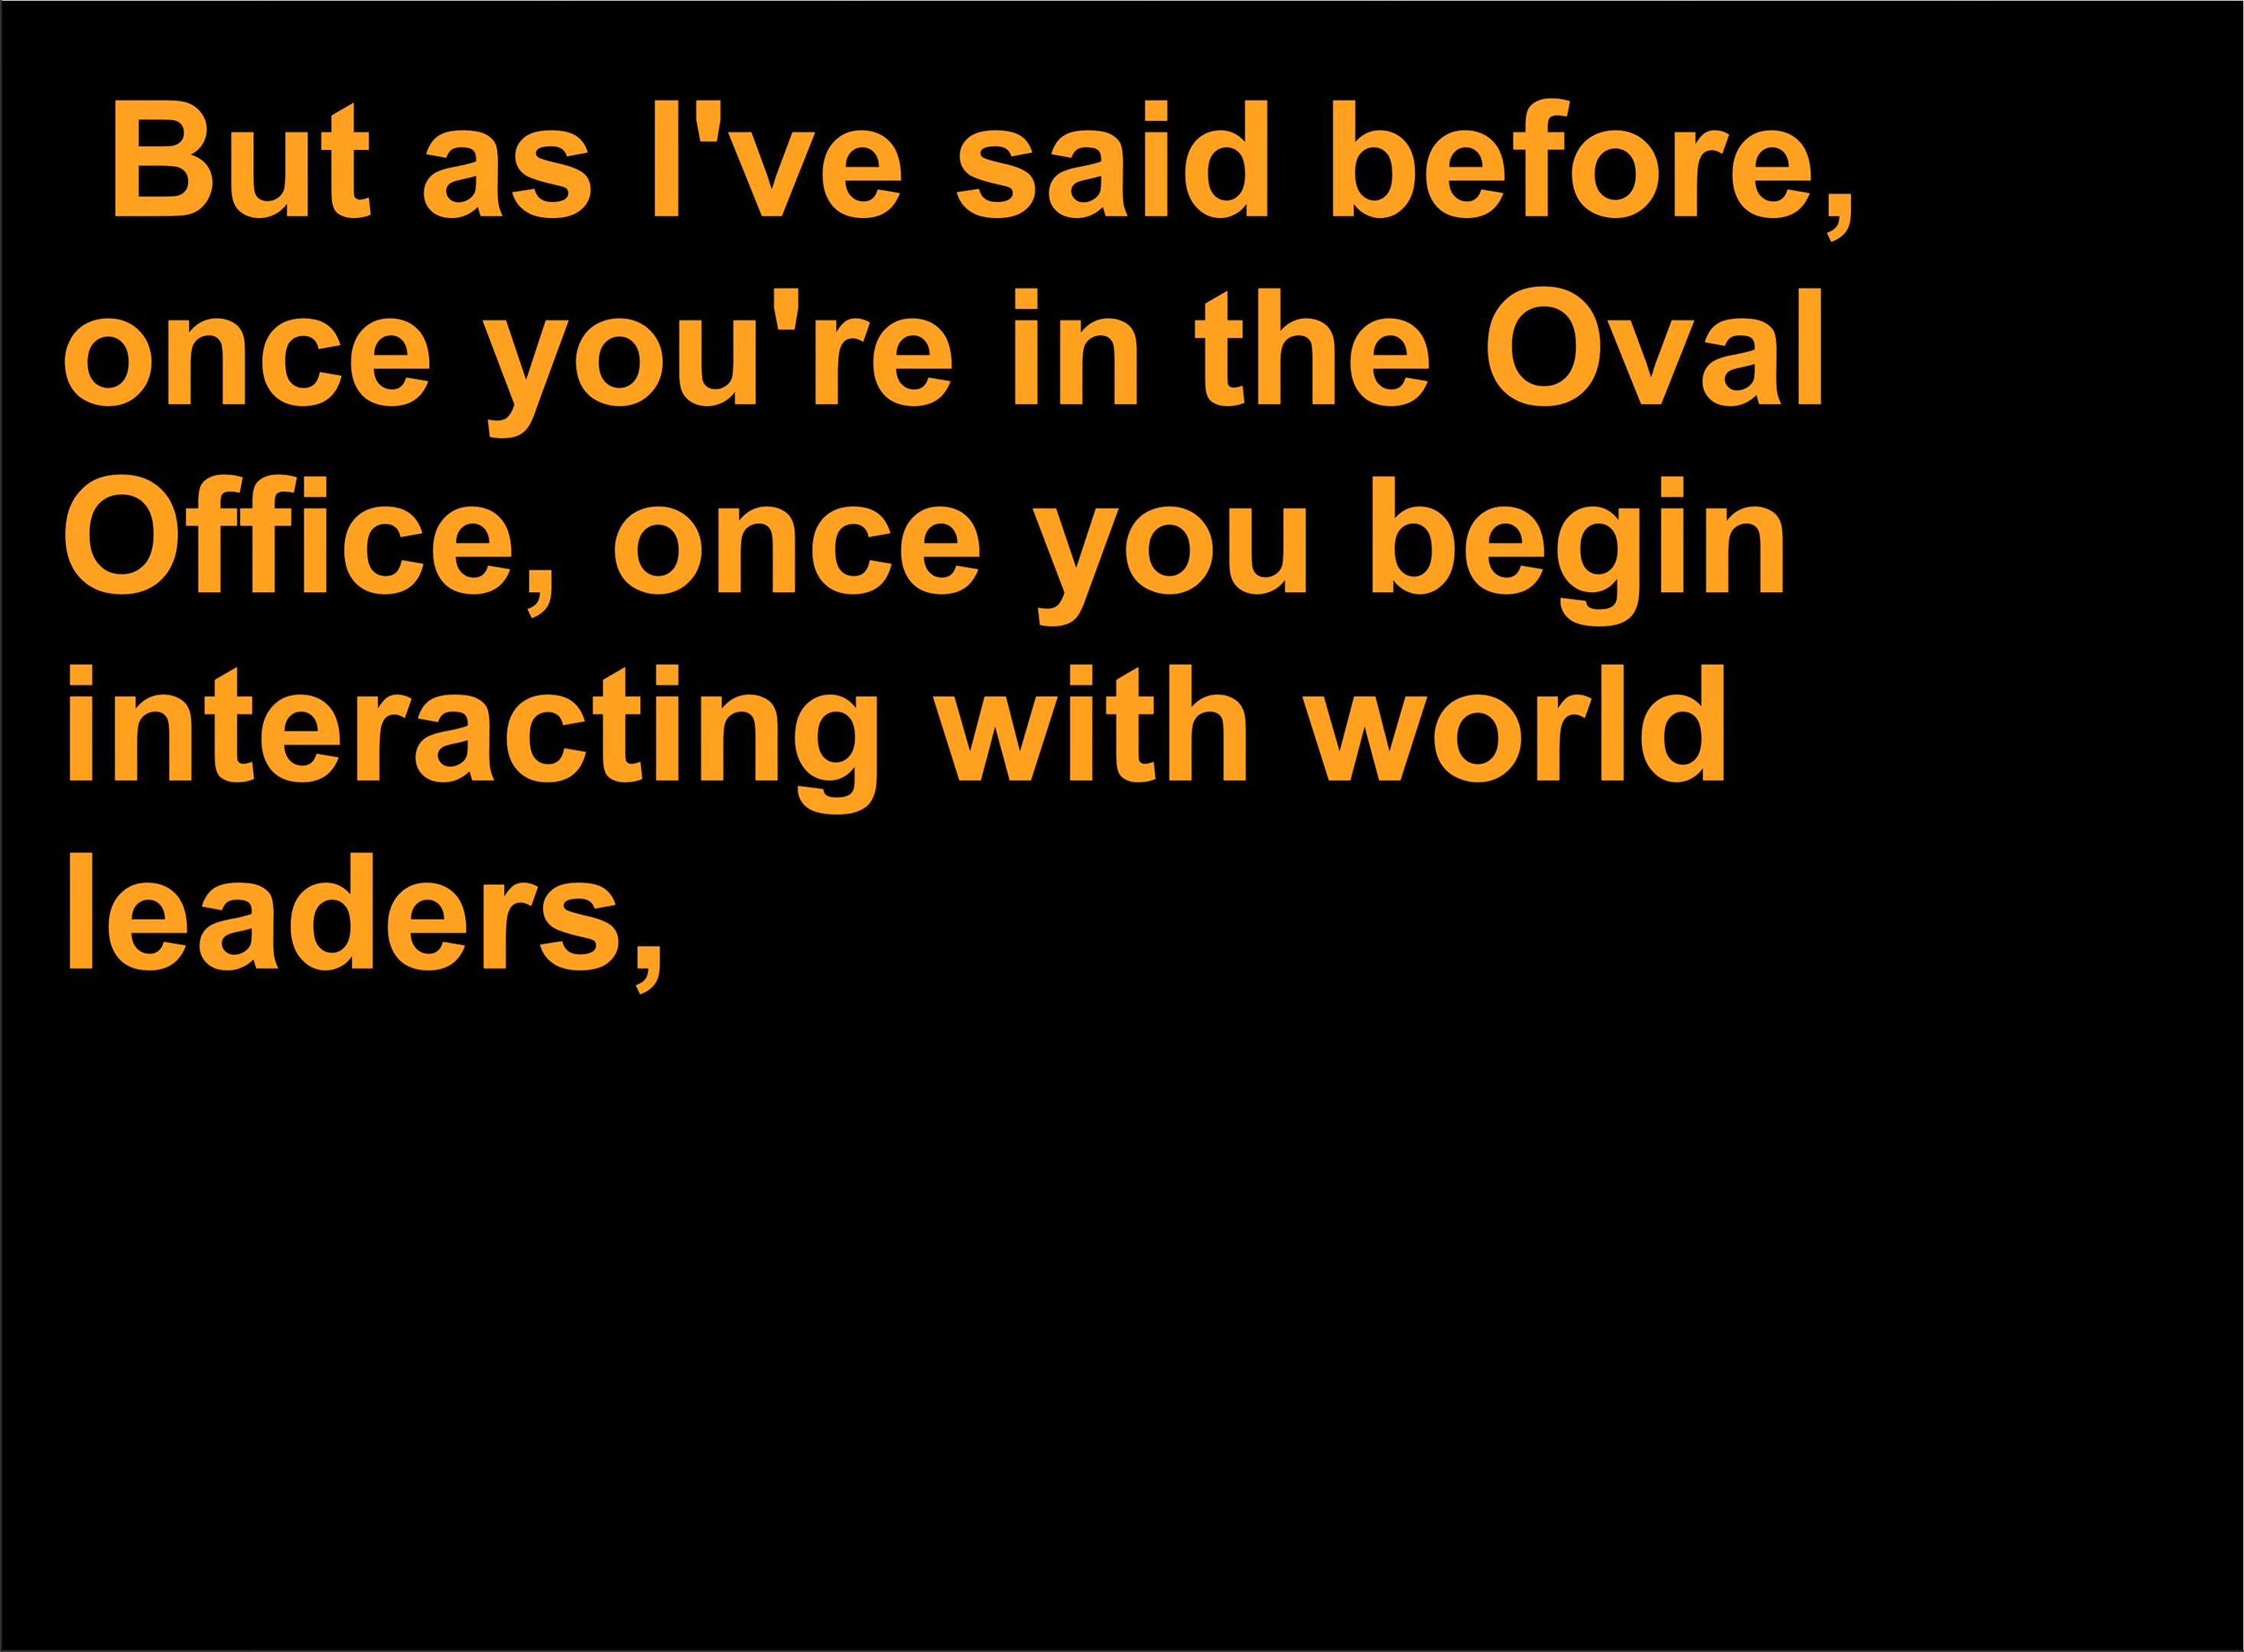 But as I've said before,
once you're in the Oval
Office, once you begin
interacting with world
leaders,